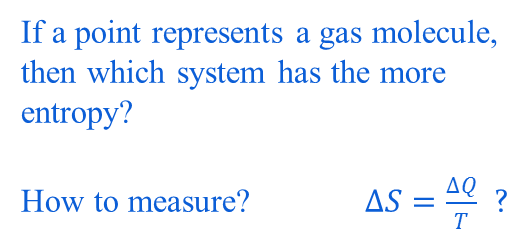 If a point represents a gas molecule,
then which system has the more
entropy?
How to measure? ΔS = ΔQ/T ?